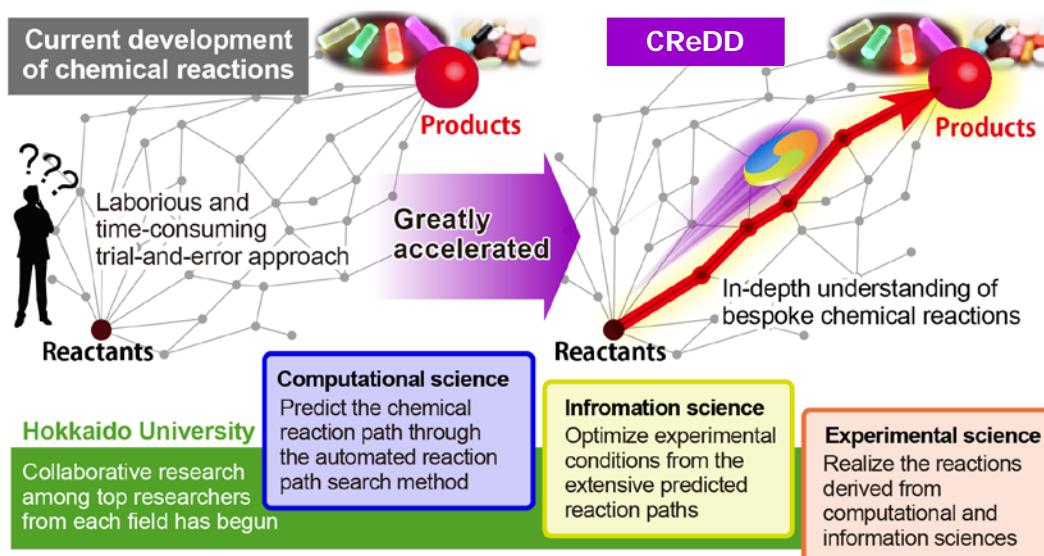 Current development
of chemical reactions
Products
???
Laborious and
time-consuming
trial-and-error approach
Reactants
Greatly
accelerated
CReDD
Products
In-depth understanding of
bespoke chemical reactions
Reactants
Hokkaido University
Collaborative research
among top researchers
from each field has begun
Computational science
Predict the chemical
reaction path through
the automated reaction
path search method
Infromation science
Optimize experimental
conditions from the
extensive predicted
reaction paths
Experimental science
Realize the reactions
derived from
computational and
information sciences